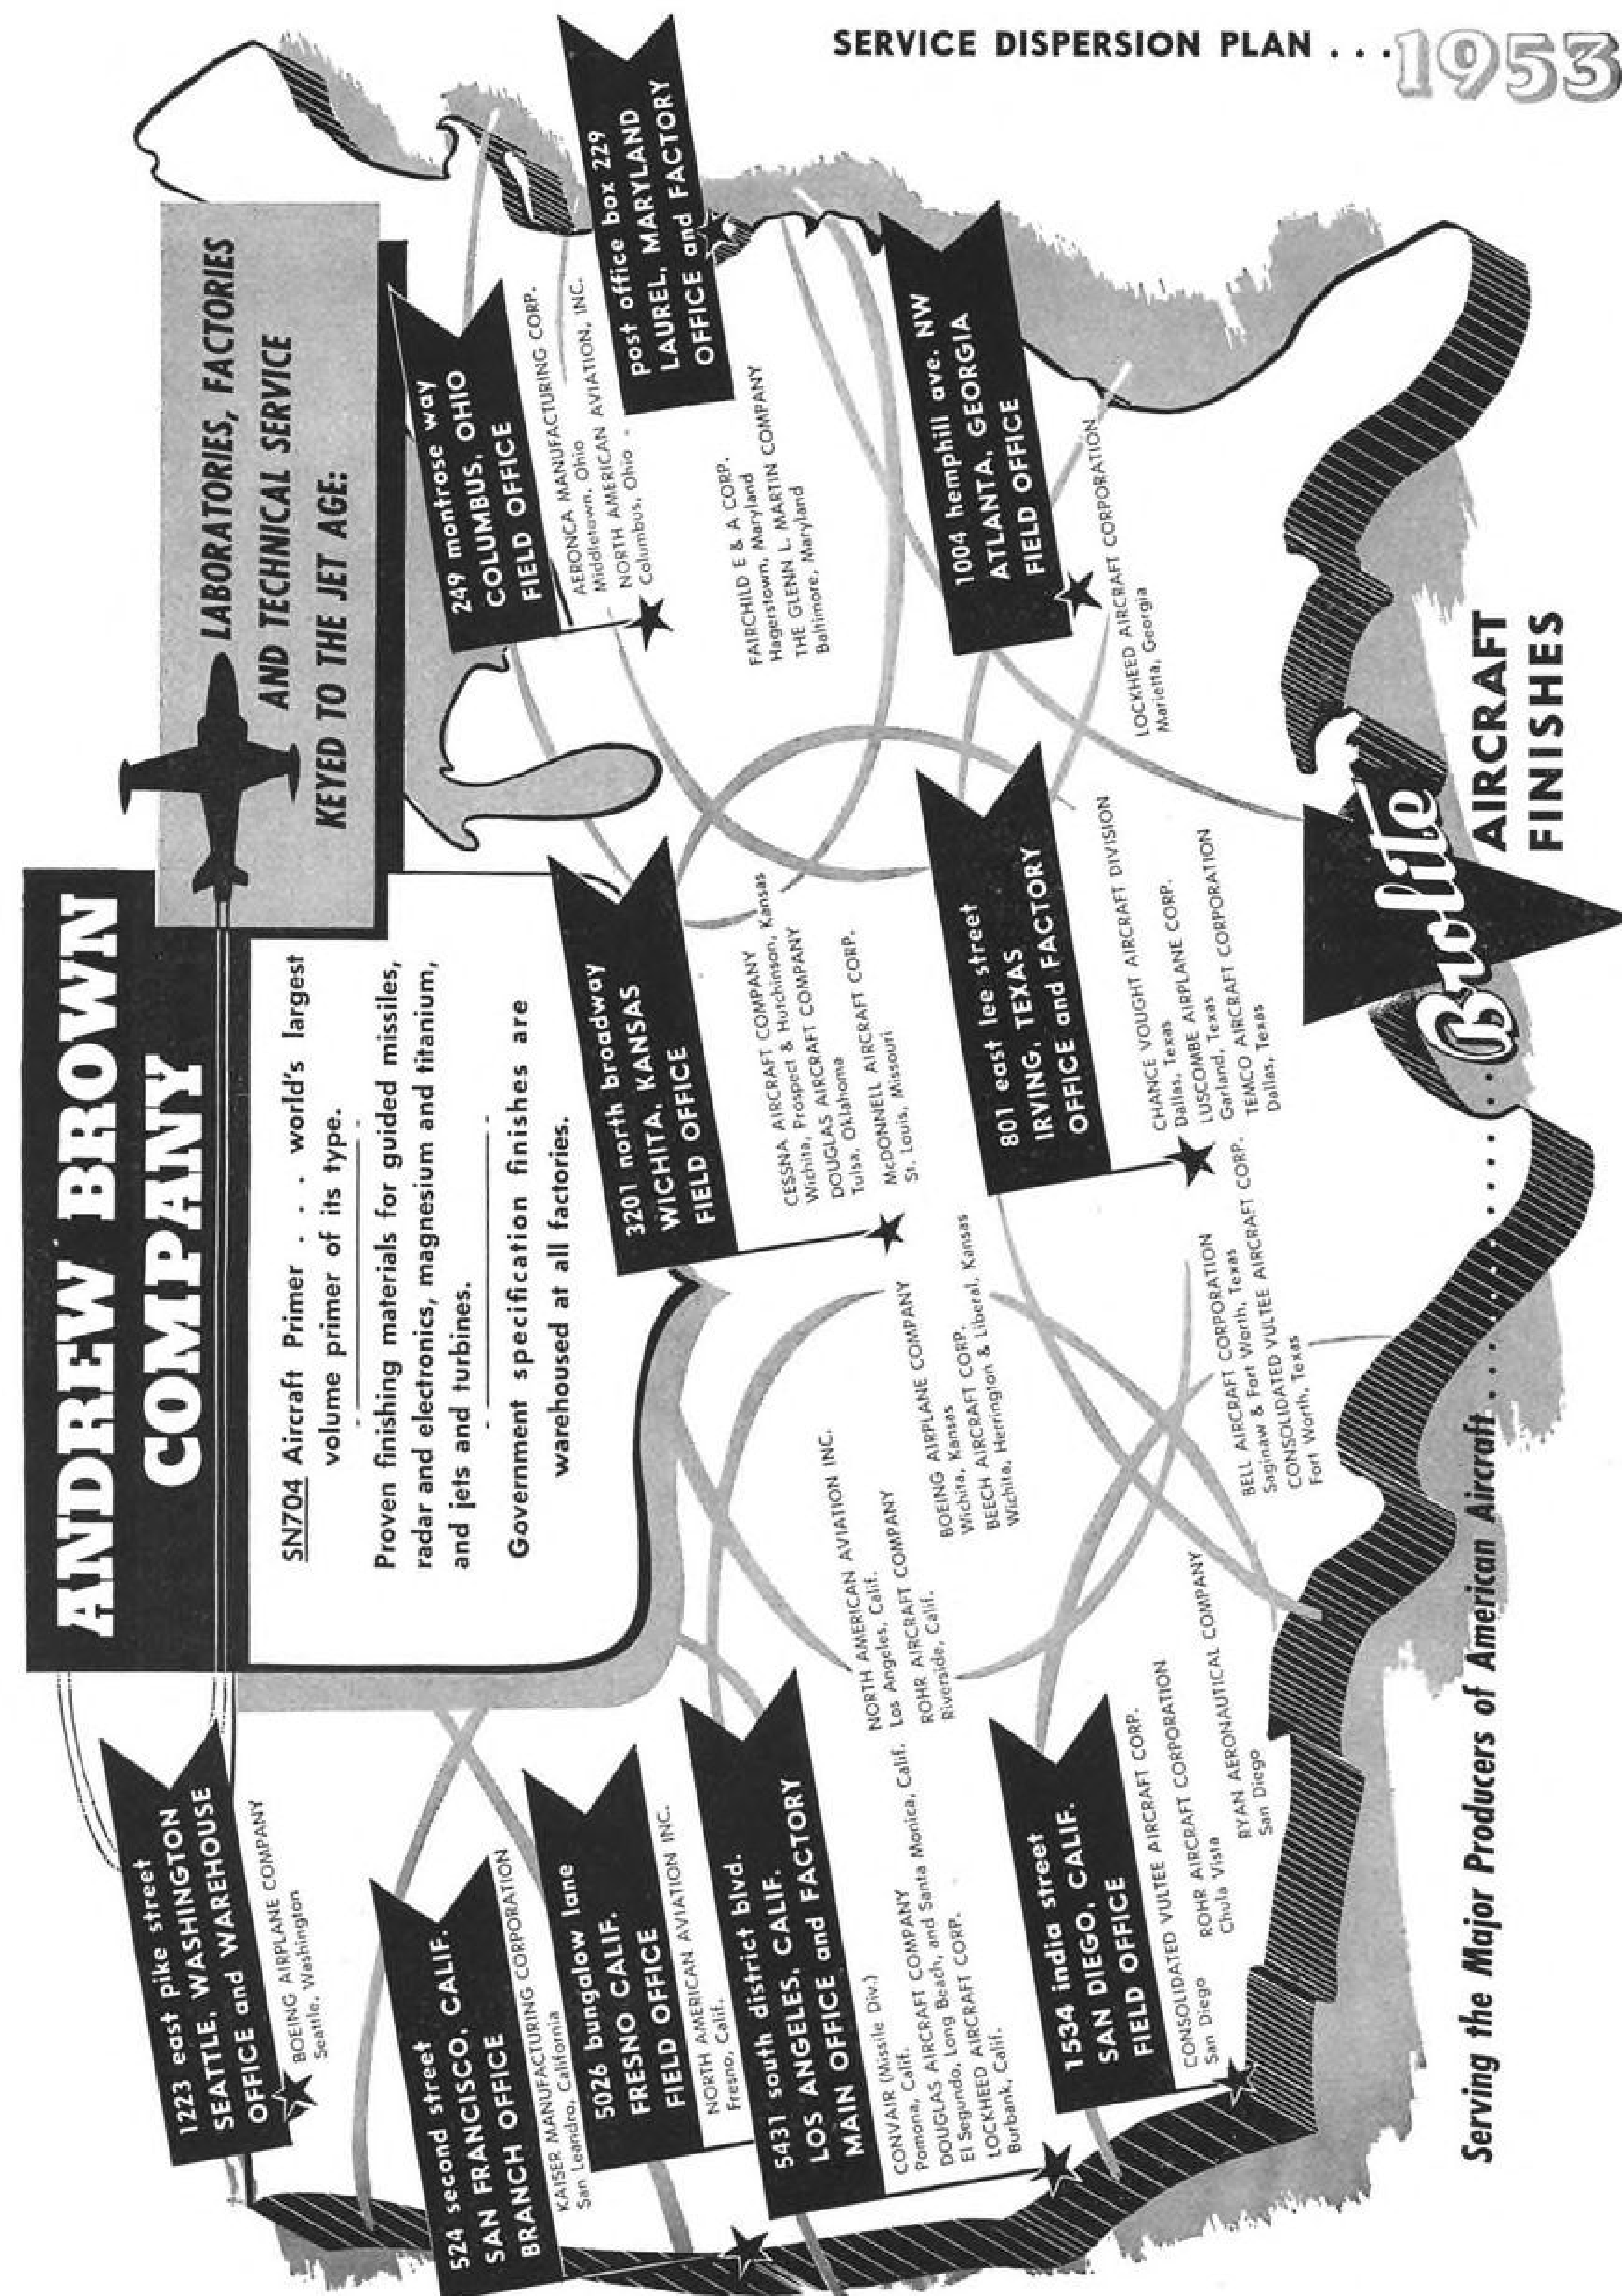 SERVICE DISPERSION PLAN . . . 1953
ANDREW BROWN
COMPANY
LABORATORIES, FACTORIES
AND TECHNICAL SERVICE
KEYED TO THE JET AGE:
SN704 Aircraft Primer . . . world's largest
volume primer of its type.
Proven finishing materials for guided missiles,
radar and electronics, magnesium and titanium,
and jets and turbines.
Government specification finishes are
warehoused at all factories.
1223 east pike street
SEATTLE, WASHINGTON
OFFICE and WAREHOUSE
BOEING AIRPLANE COMPANY
Seattle, Washington
524 second street
SAN FRANCISCO, CALIF.
BRANCH OFFICE
KAISER MANUFACTURING CORPORATION
San Leandro, California
5026 bungalow lane
FRESNO CALIF.
FIELD OFFICE
NORTH AMERICAN AVIATION INC.
Fresno, Calif.
5431 south district blvd.
LOS ANGELES, CALIF.
MAIN OFFICE and FACTORY
CONVAIR (Missile Div.)
Pomona, Calif.
DOUGLAS AIRCRAFT COMPANY
El Segundo, Long Beach, and Santa Monica, Calif.
LOCKHEED AIRCRAFT CORP.
Burbank, Calif.
NORTH AMERICAN AVIATION INC.
Los Angeles, Calif.
ROHR AIRCRAFT COMPANY
Riverside, Calif.
1534 india street
SAN DIEGO, CALIF.
FIELD OFFICE
CONSOLIDATED VULTEE AIRCRAFT CORP.
San Diego
ROHR AIRCRAFT CORPORATION
Chula Vista
RYAN AERONAUTICAL COMPANY
San Diego
3201 north broadway
WICHITA, KANSAS
FIELD OFFICE
CESSNA AIRCRAFT COMPANY
Wichita, Prospect & Hutchinson, Kansas
DOUGLAS AIRCRAFT COMPANY
Tulsa, Oklahoma
McDONNELL AIRCRAFT CORP.
St. Louis, Missouri
BOEING AIRPLANE COMPANY
Wichita, Kansas
BEECH AIRCRAFT CORP.
Wichita, Herrington & Liberal, Kansas
801 east lee street
IRVING, TEXAS
OFFICE and FACTORY
CHANCE VOUGHT AIRCRAFT DIVISION
Dallas, Texas
LUSCOMBE AIRPLANE CORP.
Garland, Texas
TEMCO AIRCRAFT CORPORATION
Dallas, Texas
BELL AIRCRAFT CORPORATION
Saginaw & Fort Worth, Texas
CONSOLIDATED VULTEE AIRCRAFT CORP.
Fort Worth, Texas
249 montrose way
COLUMBUS, OHIO
FIELD OFFICE
AERONCA MANUFACTURING CORP.
Middletown, Ohio
NORTH AMERICAN AVIATION, INC.
Columbus, Ohio
post office box 229
LAUREL, MARYLAND
OFFICE and FACTORY
FAIRCHILD E & A CORP.
Hagerstown, Maryland
THE GLENN L. MARTIN COMPANY
Baltimore, Maryland
1004 hemphill ave. NW
ATLANTA, GEORGIA
FIELD OFFICE
LOCKHEED AIRCRAFT CORPORATION
Marietta, Georgia
Serving the Major Producers of American Aircraft . . . . . . . . . .
Brolite
AIRCRAFT
FINISHES